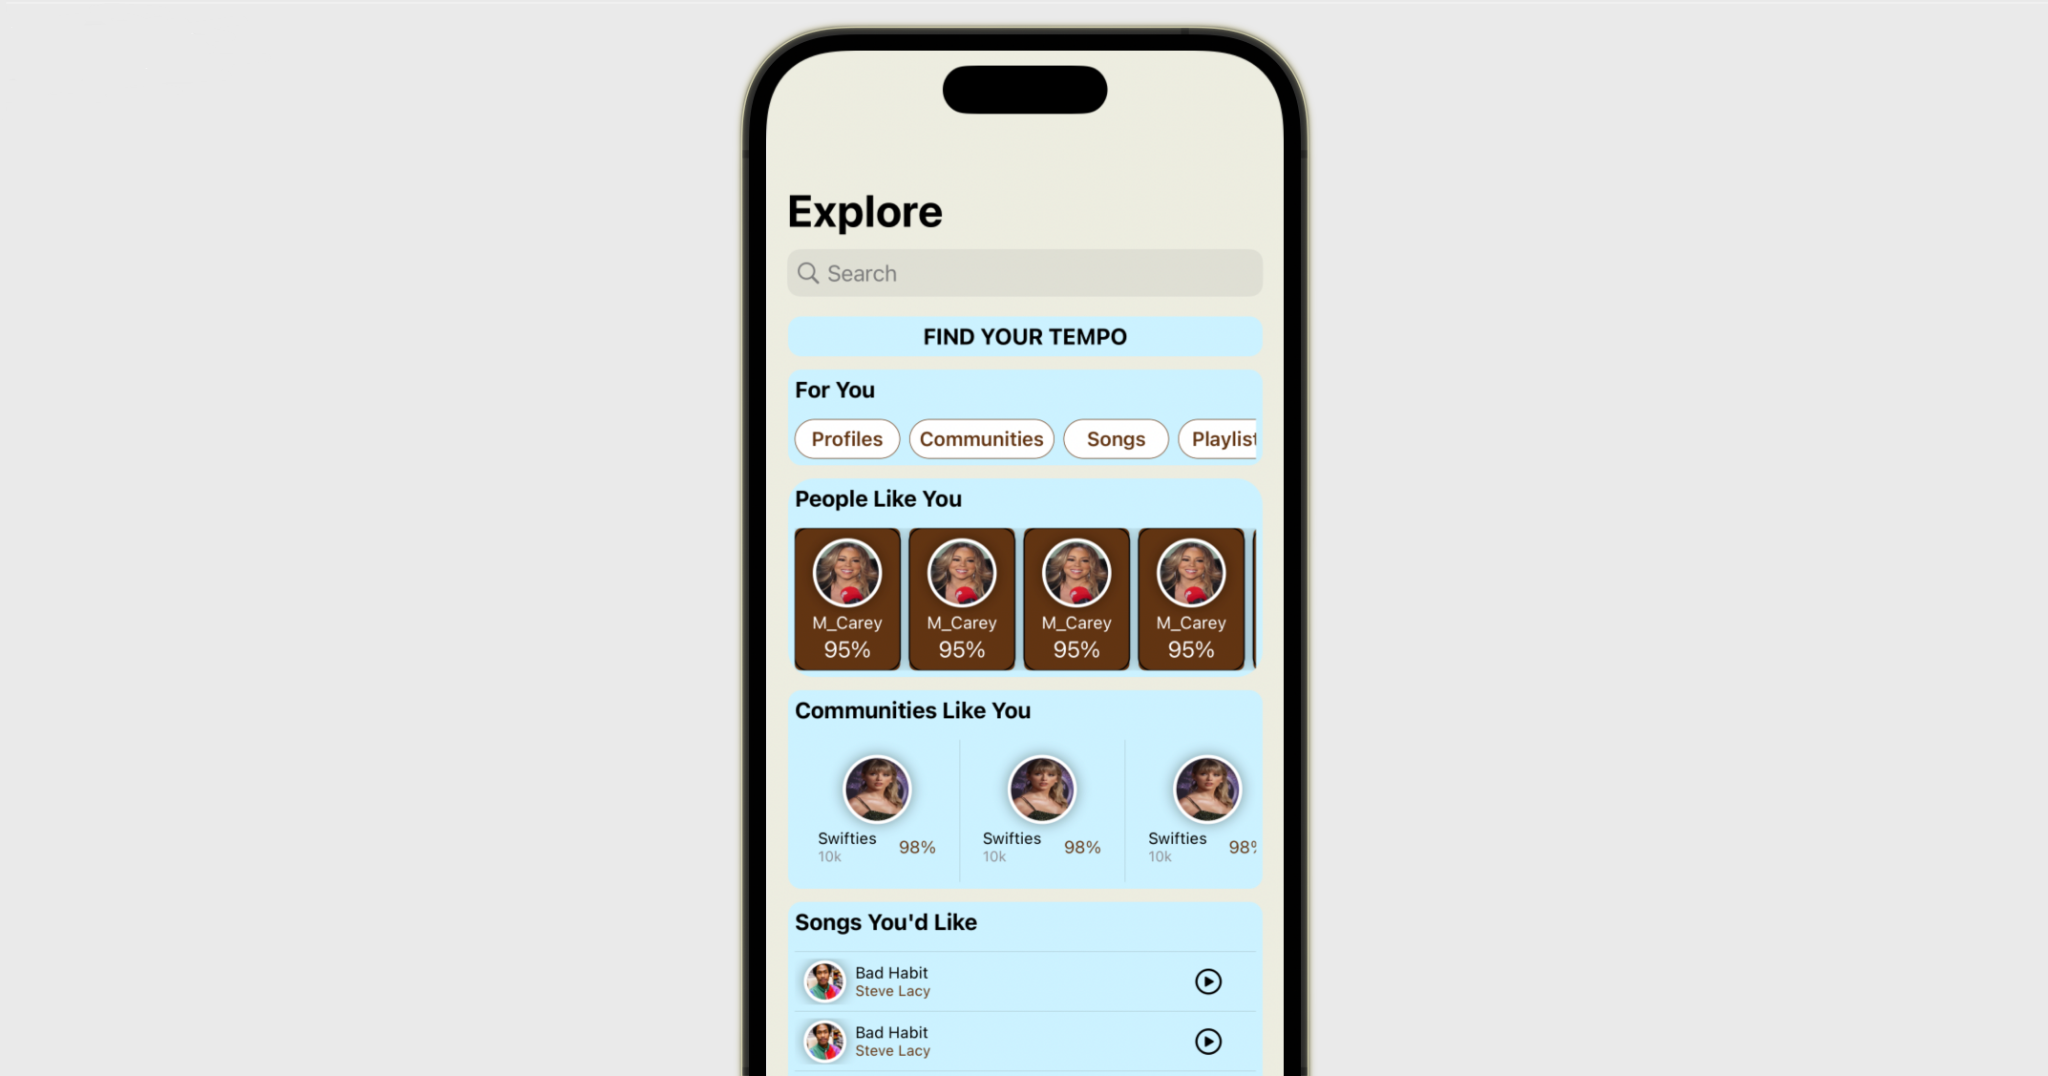 Explore
Search
FIND YOUR TEMPO
For You
Profiles Communities Songs Playlist
People Like You
M_Carey M_Carey M_Carey M_Carey
95% 95% 95% 95%
Communities Like You
Swifties 98% Swifties 98% Swifties 98%
10k 10k 10k
Songs You'd Like
Bad Habit
Steve Lacy
Bad Habit
Steve Lacy